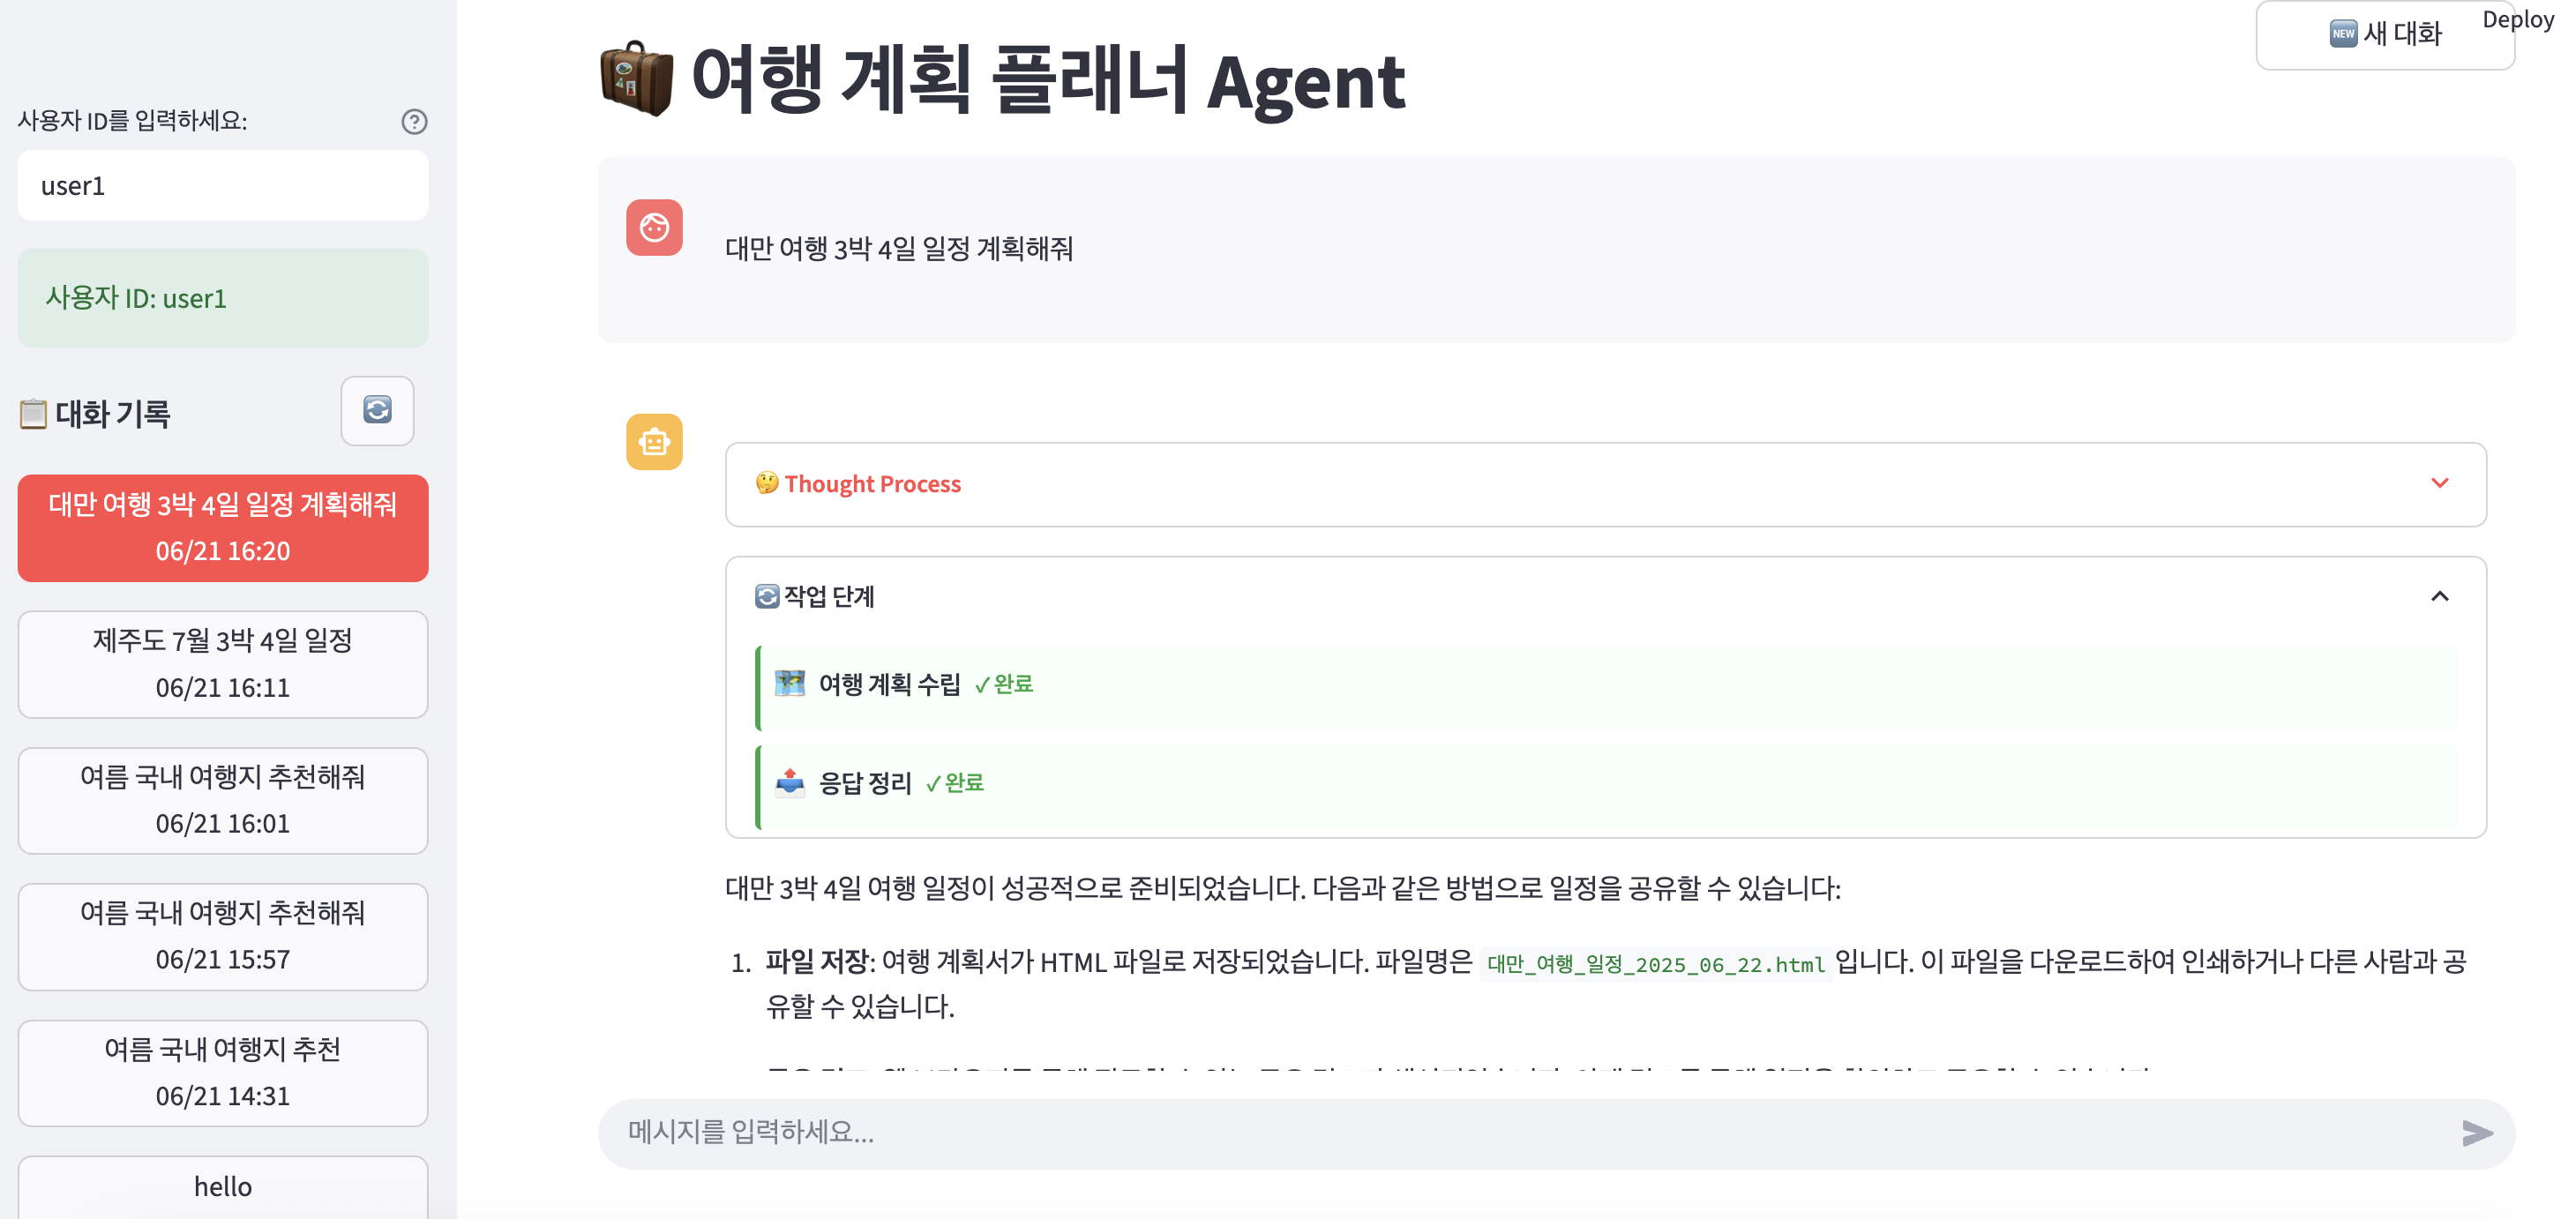 사용자 ID를 입력하세요:
user1
사용자 ID: user1
대화 기록
대만 여행 3박 4일 일정 계획해줘
06/21 16:20
제주도 7월 3박 4일 일정
06/21 16:11
여름 국내 여행지 추천해줘
06/21 16:01
여름 국내 여행지 추천해줘
06/21 15:57
여름 국내 여행지 추천
06/21 14:31
hello
NEW 새 대화
Deploy
여행 계획 플래너 Agent
대만 여행 3박 4일 일정 계획해줘
Thought Process
작업 단계
여행 계획 수립 ✓ 완료
응답 정리 ✓ 완료
대만 3박 4일 여행 일정이 성공적으로 준비되었습니다. 다음과 같은 방법으로 일정을 공유할 수 있습니다:
1. 파일 저장: 여행 계획서가 HTML 파일로 저장되었습니다. 파일명은 대만_여행_일정_2025_06_22.html 입니다. 이 파일을 다운로드하여 인쇄하거나 다른 사람과 공
유할 수 있습니다.
메시지를 입력하세요...